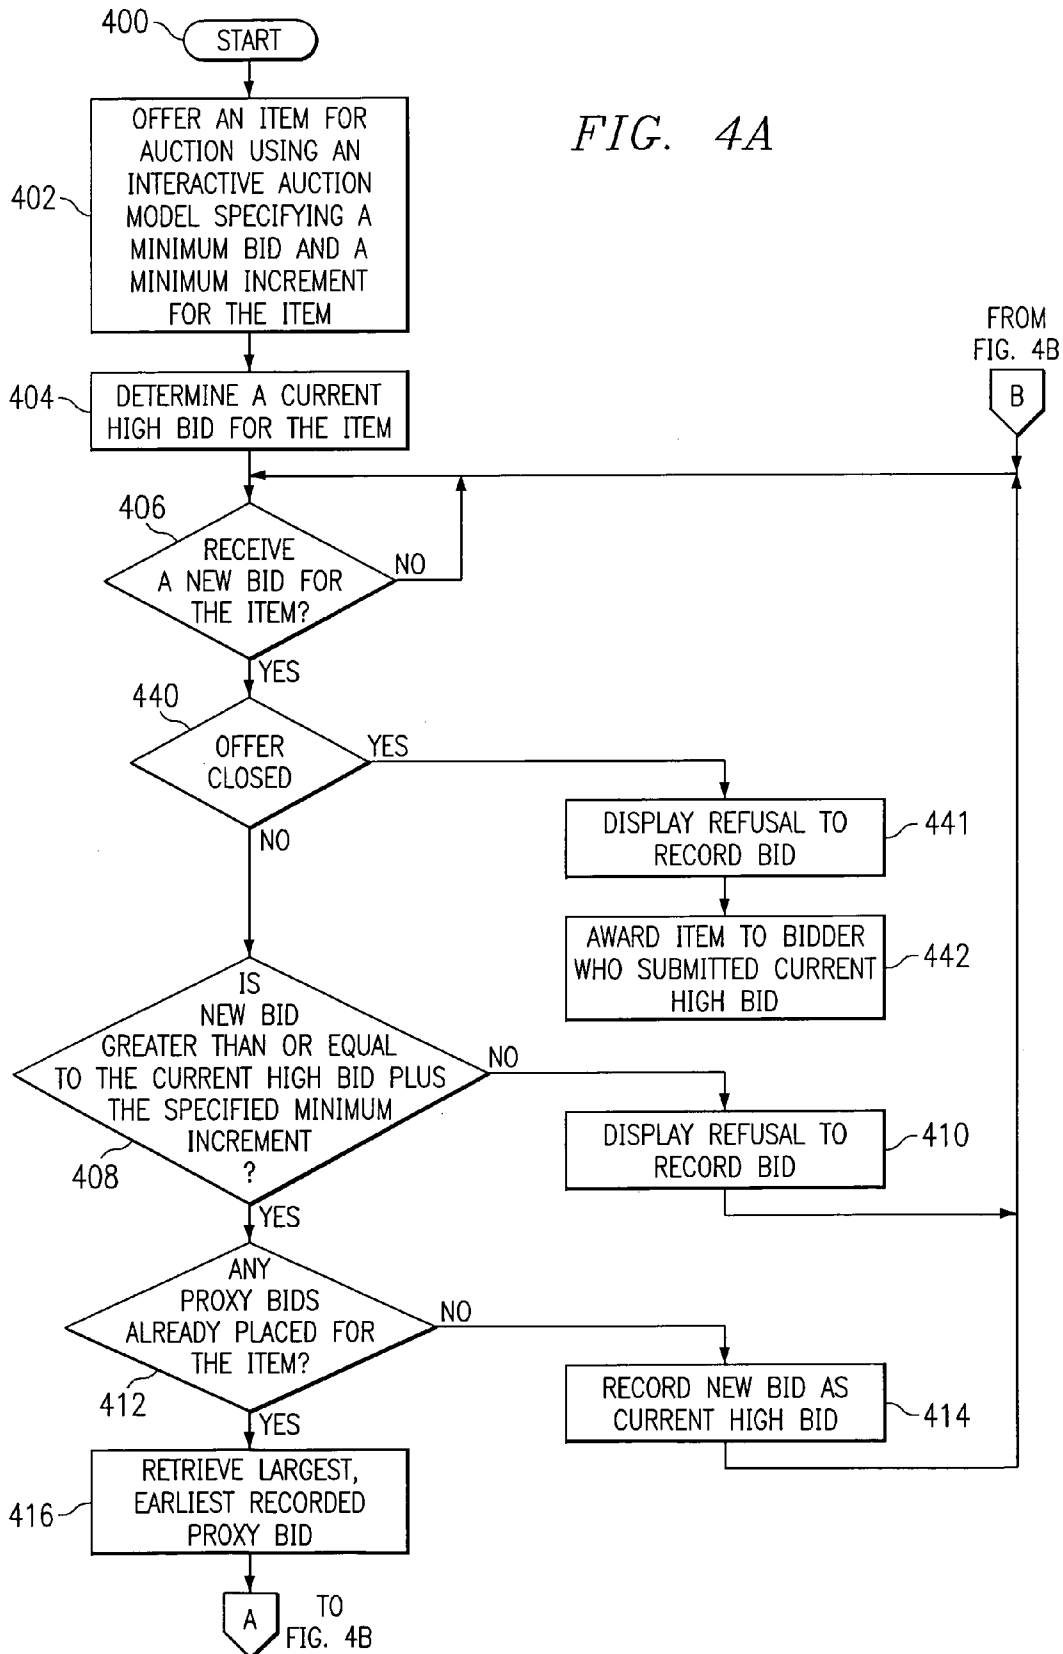 400
START
FIG. 4A
OFFER AN ITEM FOR
AUCTION USING AN
INTERACTIVE AUCTION
MODEL SPECIFYING A
MINIMUM BID AND A
MINIMUM INCREMENT
FOR THE ITEM
402
FROM
FIG. 4B
B
404
DETERMINE A CURRENT
HIGH BID FOR THE ITEM
406
RECEIVE
A NEW BID FOR
THE ITEM?
NO
YES
440
OFFER
CLOSED
YES
NO
DISPLAY REFUSAL TO
RECORD BID
441
AWARD ITEM TO BIDDER
WHO SUBMITTED CURRENT
HIGH BID
442
IS
NEW BID
GREATER THAN OR EQUAL
TO THE CURRENT HIGH BID PLUS
THE SPECIFIED MINIMUM
INCREMENT
?
408
NO
YES
DISPLAY REFUSAL TO
RECORD BID
410
ANY
PROXY BIDS
ALREADY PLACED FOR
THE ITEM?
412
NO
YES
RECORD NEW BID AS
CURRENT HIGH BID
414
RETRIEVE LARGEST,
EARLIEST RECORDED
PROXY BID
416
A
TO
FIG. 4B